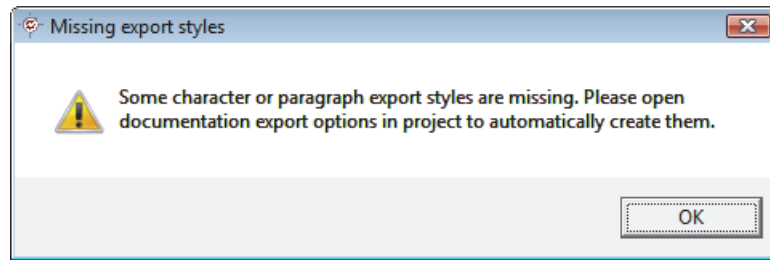 Missing export styles
Some character or paragraph export styles are missing. Please open
documentation export options in project to automatically create them.
OK